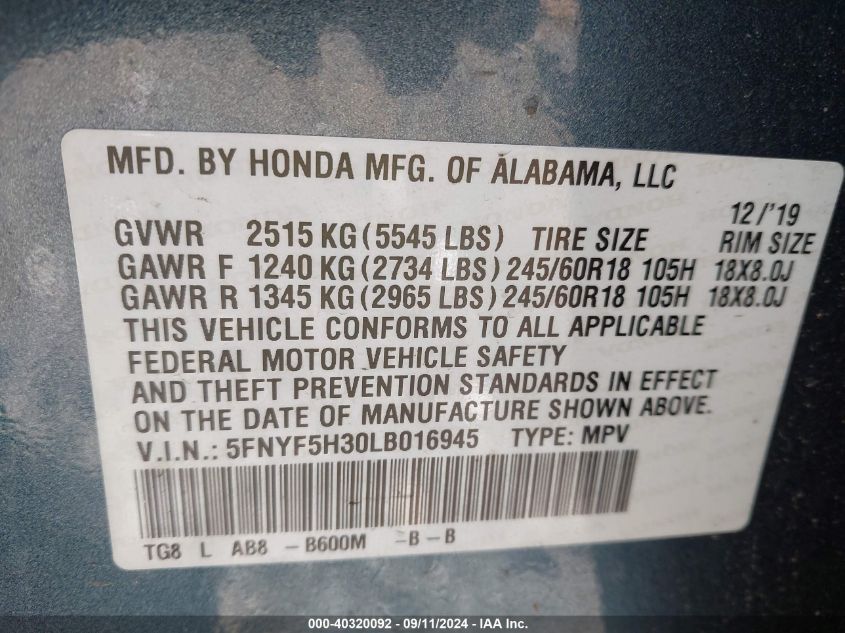 MFD. BY HONDA MFG. OF ALABAMA, LLC
12/'19
GVWR 2515 KG (5545 LBS) TIRE SIZE RIM SIZE
GAWR F 1240 KG (2734 LBS) 245/60R18 105H 18X8.0J
GAWR R 1345 KG (2965 LBS) 245/60R18 105H 18X8.0J
THIS VEHICLE CONFORMS TO ALL APPLICABLE
FEDERAL MOTOR VEHICLE SAFETY
AND THEFT PREVENTION STANDARDS IN EFFECT
ON THE DATE OF MANUFACTURE SHOWN ABOVE.
V.I.N.: 5FNYF5H30LB016945 TYPE: MPV
TG8 L AB8 -B600M -B-B
000-40320092 - 09/11/2024 - IAA Inc.